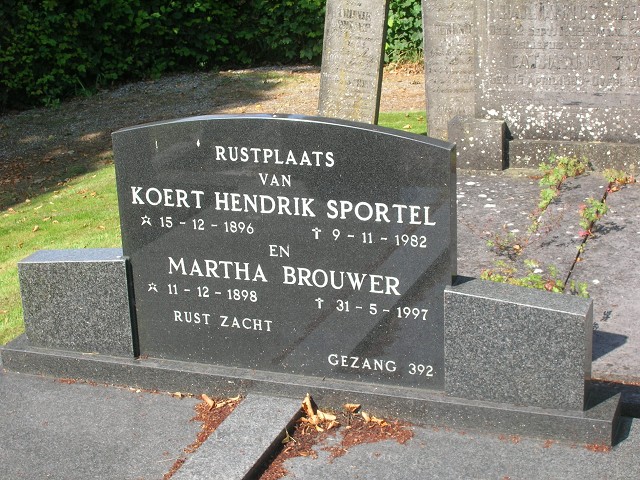 RUSTPLAATS
VAN
KOERT HENDRIK SPORTEL
☆ 15 - 12 - 1896 ✝ 9 - 11 - 1982
EN
MARTHA BROUWER
☆ 11 - 12 - 1898 ✝ 31 - 5 - 1997
RUST ZACHT
GEZANG 392